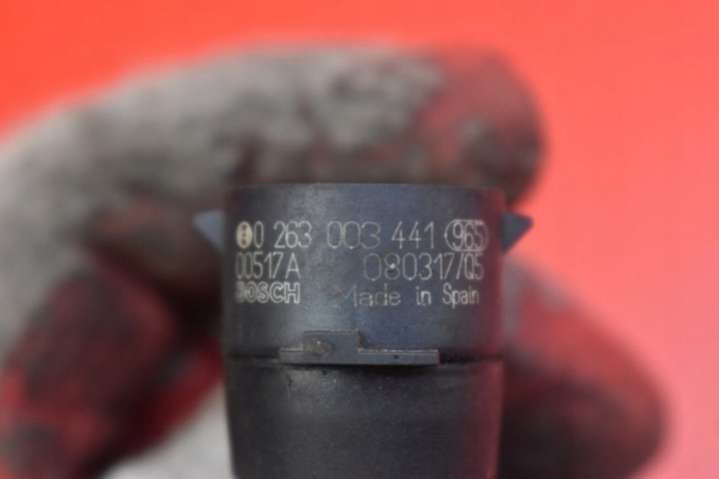 0 263 003 441 (965)
00517A 080317/05
BOSCH Made in Spain